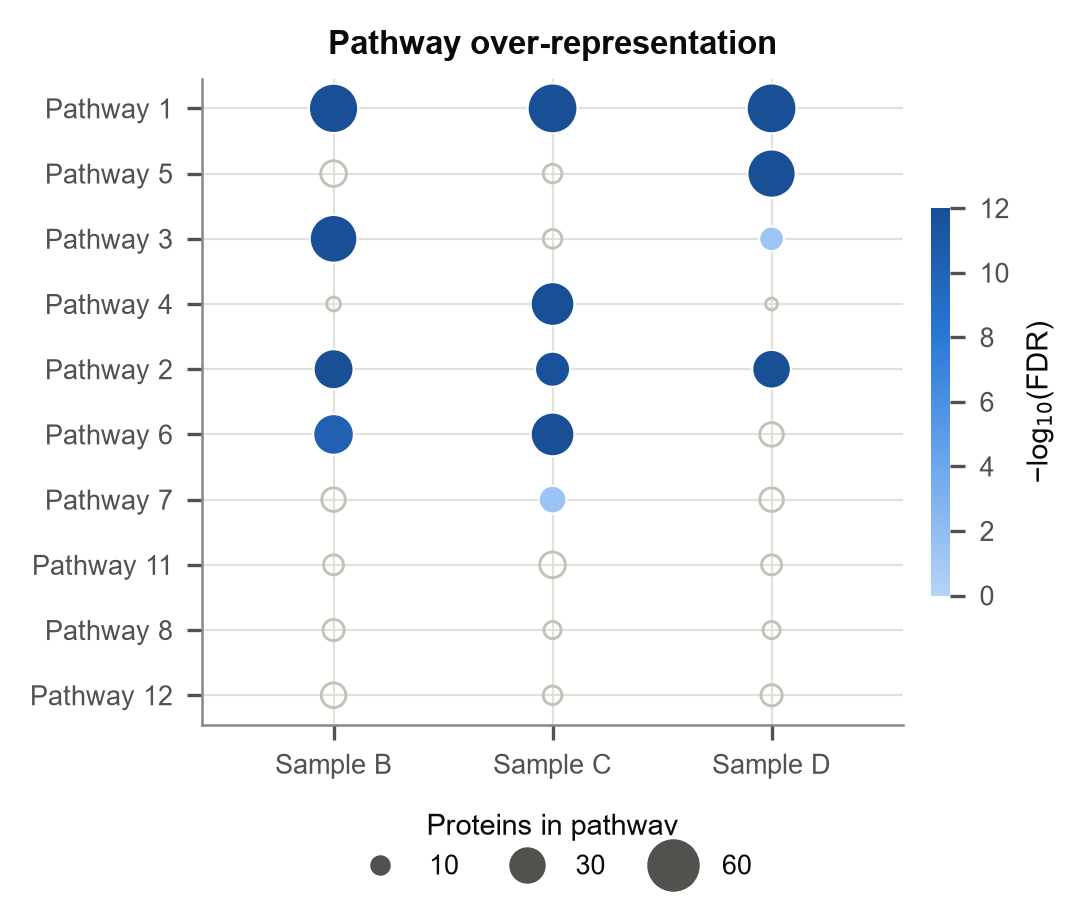 Pathway over-representation
Pathway 1
Pathway 5
Pathway 3
Pathway 4
Pathway 2
Pathway 6
Pathway 7
Pathway 11
Pathway 8
Pathway 12
Sample B
Sample C
Sample D
12
10
8
6
4
2
0
−log₁₀(FDR)
Proteins in pathway
10
30
60